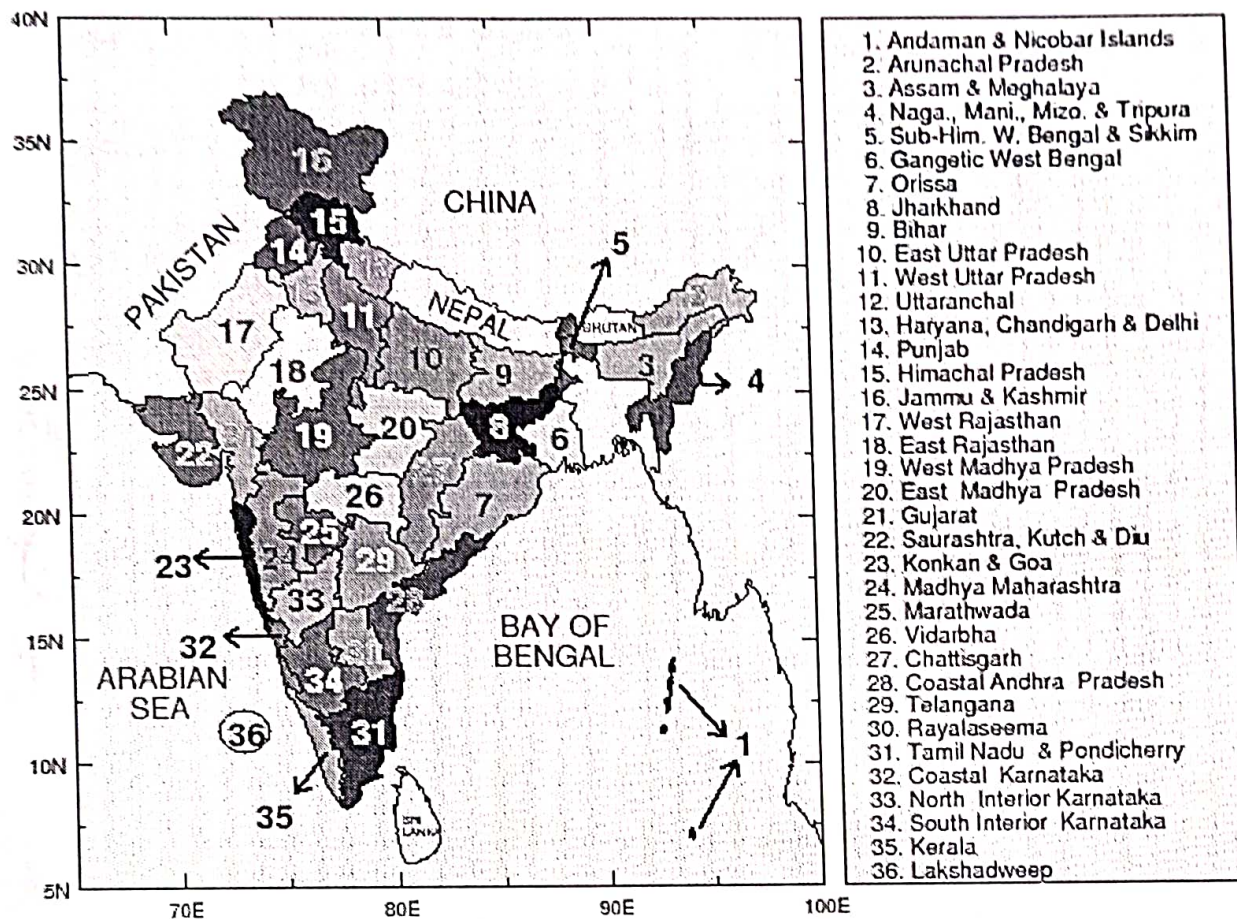 40N
35N
30N
25N
20N
15N
10N
5N
70E
80E
90E
100E
CHINA
PAKISTAN
NEPAL
BHUTAN
BAY OF
BENGAL
ARABIAN
SEA
SRI
LANKA
16
15
14
17
11
18
10
9
5
3
4
19
20
8
6
22
26
7
25
23
29
33
32
34
31
36
35
1
1. Andaman & Nicobar Islands
2. Arunachal Pradesh
3. Assam & Meghalaya
4. Naga., Mani., Mizo. & Tripura
5. Sub-Him. W. Bengal & Sikkim
6. Gangetic West Bengal
7. Orissa
8. Jharkhand
9. Bihar
10. East Uttar Pradesh
11. West Uttar Pradesh
12. Uttaranchal
13. Haryana, Chandigarh & Delhi
14. Punjab
15. Himachal Pradesh
16. Jammu & Kashmir
17. West Rajasthan
18. East Rajasthan
19. West Madhya Pradesh
20. East Madhya Pradesh
21. Gujarat
22. Saurashtra, Kutch & Diu
23. Konkan & Goa
24. Madhya Maharashtra
25. Marathwada
26. Vidarbha
27. Chattisgarh
28. Coastal Andhra Pradesh
29. Telangana
30. Rayalaseema
31. Tamil Nadu & Pondicherry
32. Coastal Karnataka
33. North Interior Karnataka
34. South Interior Karnataka
35. Kerala
36. Lakshadweep